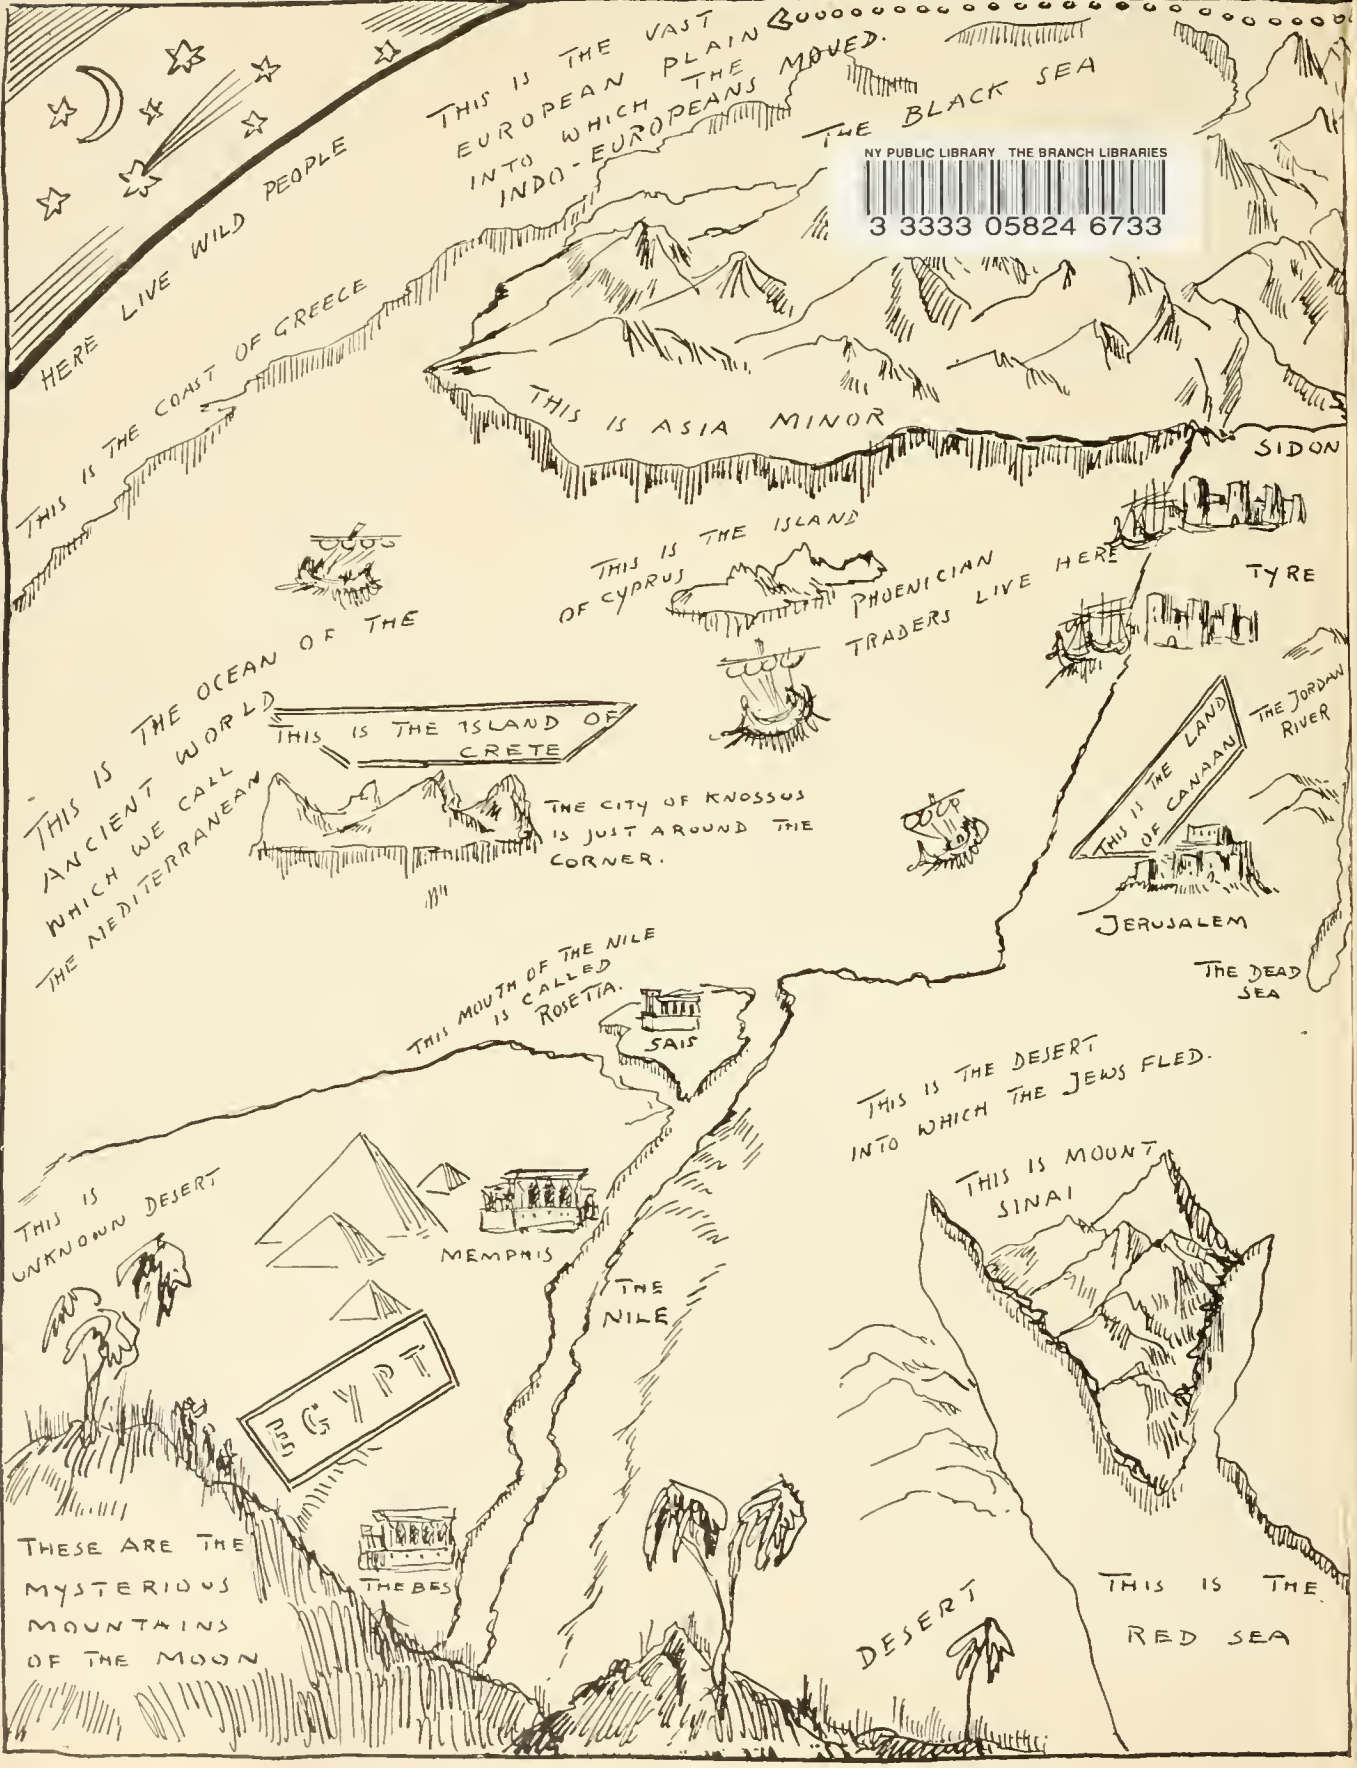 THIS IS THE VAST
EUROPEAN PLAIN
INTO WHICH THE
INDO-EUROPEANS MOVED.
THE BLACK SEA
NY PUBLIC LIBRARY THE BRANCH LIBRARIES
3 3333 05824 6733
HERE LIVE WILD PEOPLE
THIS IS THE COAST OF GREECE
THIS IS ASIA MINOR
SIDON
THIS IS THE ISLAND
OF CYPRUS
PHOENICIAN
TRADERS LIVE HERE
TYRE
THIS IS THE OCEAN OF THE
ANCIENT WORLD
WHICH WE CALL
THE MEDITERRANEAN
THIS IS THE ISLAND OF
CRETE
THE CITY OF KNOSSUS
IS JUST AROUND THE
CORNER.
THE JORDAN
RIVER
THIS IS THE LAND
OF CANAAN
JERUSALEM
THE DEAD
SEA
THIS MOUTH OF THE NILE
IS CALLED
ROSETTA.
SAIS
THIS IS THE DESERT
INTO WHICH THE JEWS FLED.
THIS IS MOUNT
SINAI
THIS IS
UNKNOWN DESERT
MEMPHIS
THE
NILE
EGYPT
THEBES
THESE ARE THE
MYSTERIOUS
MOUNTAINS
OF THE MOON
DESERT
THIS IS THE
RED SEA